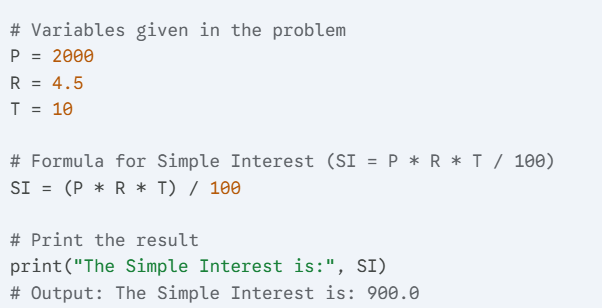 # Variables given in the problem
P = 2000
R = 4.5
T = 10
# Formula for Simple Interest (SI = P * R * T / 100)
SI = (P * R * T) / 100
# Print the result
print("The Simple Interest is:", SI)
# Output: The Simple Interest is: 900.0